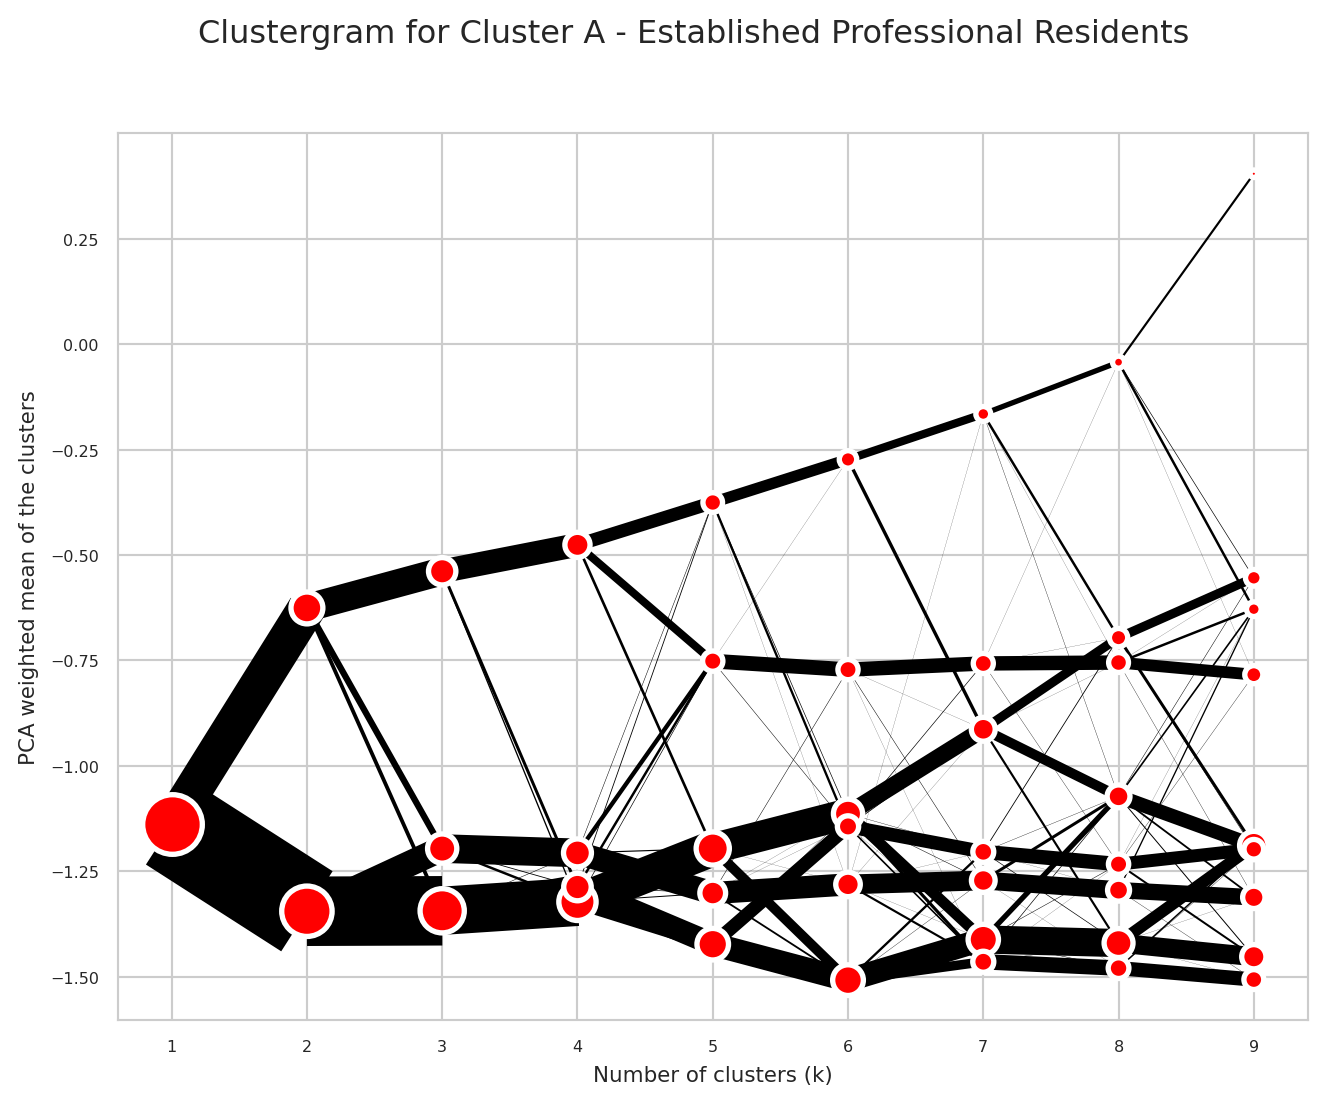 Clustergram for Cluster A - Established Professional Residents
PCA weighted mean of the clusters
0.25
0.00
−0.25
−0.50
−0.75
−1.00
−1.25
−1.50
1 2 3 4 5 6 7 8 9
Number of clusters (k)